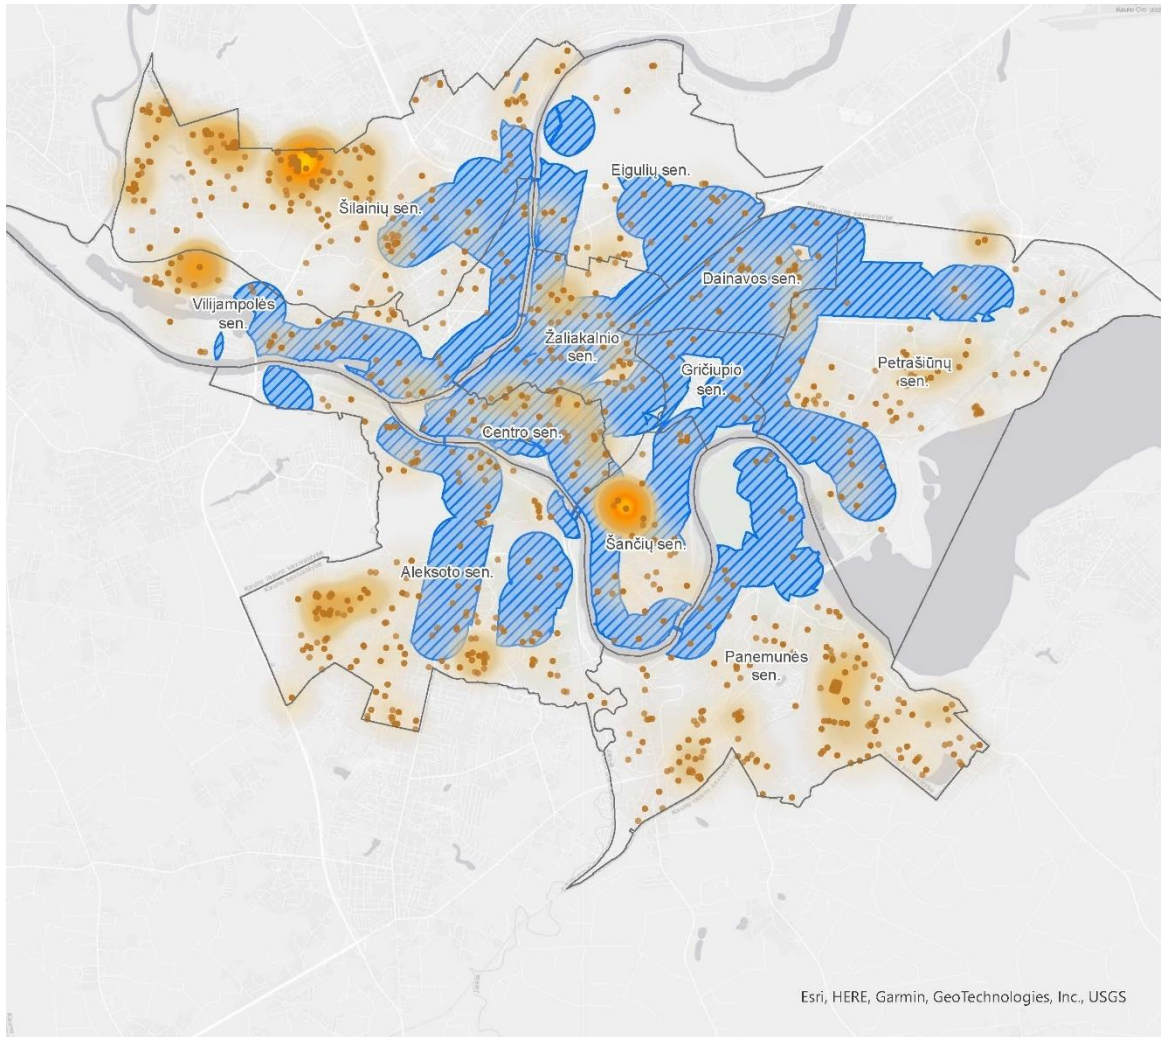 Eigulių sen.
Šilainių sen.
Dainavos sen.
Vilijampolės
sen.
Žaliakalnio
sen.
Gričiupio
sen.
Petrašiūnų
sen.
Centro sen.
Šančių sen.
Aleksoto sen.
Panemunės
sen.
Esri, HERE, Garmin, GeoTechnologies, Inc., USGS